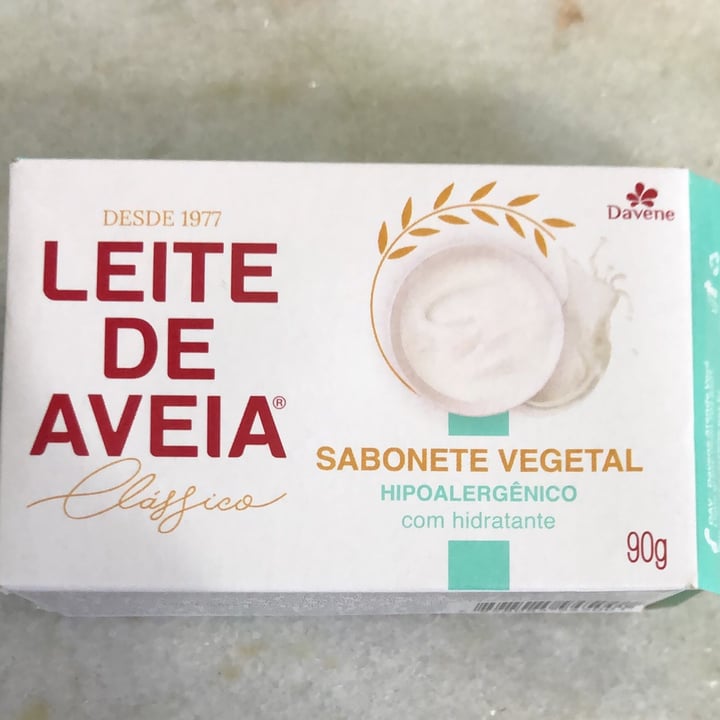 DESDE 1977
LEITE
DE
AVEIA®
Clássico
Davene
SABONETE VEGETAL
HIPOALERGÊNICO
com hidratante
90g